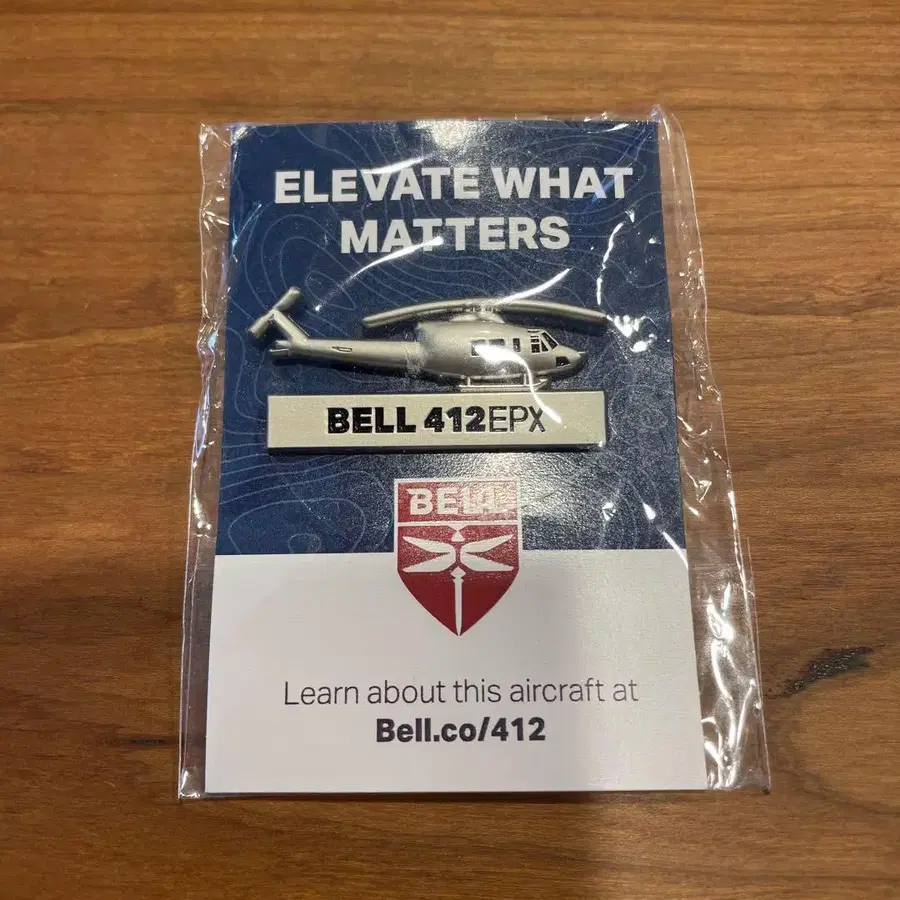 ELEVATE WHAT
MATTERS
BELL 412EPX
BELL
Learn about this aircraft at
Bell.co/412